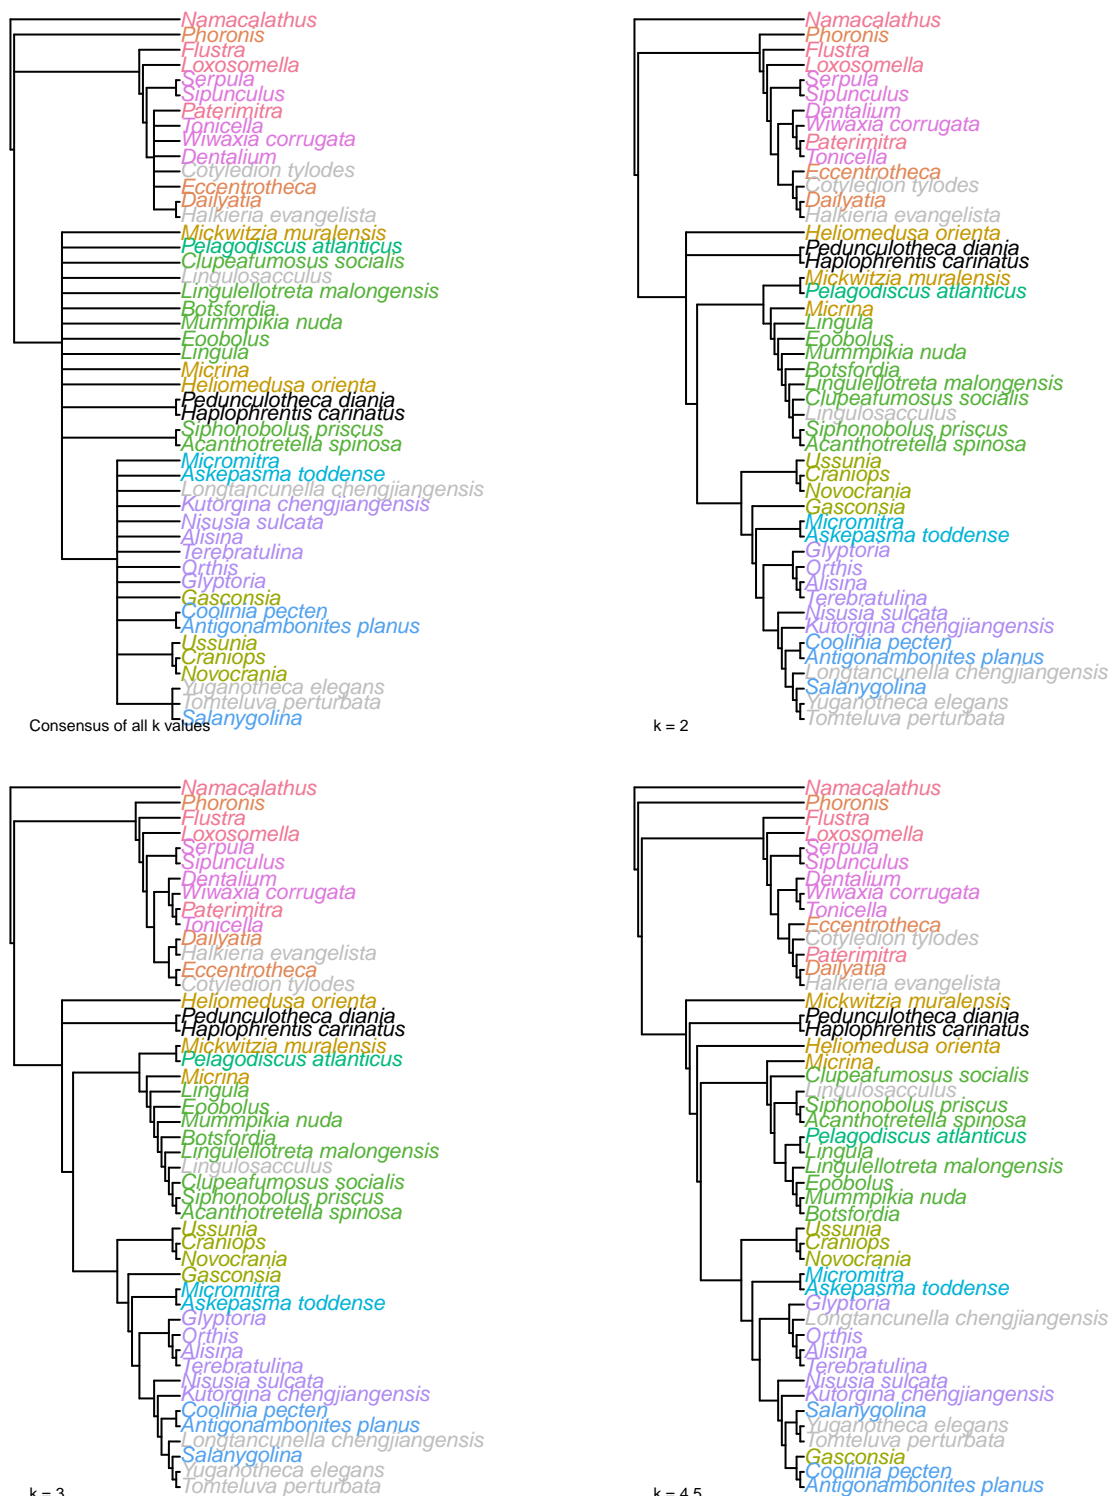 Namacalathus
Phoronis
Flustra
Loxosomella
Serpula
Sipunculus
Paterimitra
Tonicella
Wiwaxia corrugata
Dentalium
Cotyledion tylodes
Eccentrotheca
Dailyatia
Halkieria evangelista
Mickwitzia muralensis
Pelagodiscus atlanticus
Clupeafumosus socialis
Lingulosacculus
Lingulellotreta malongensis
Botsfordia
Mummpikia nuda
Eoobolus
Lingula
Micrina
Heliomedusa orienta
Pedunculotheca diania
Haplophrentis carinatus
Siphonobolus priscus
Acanthotretella spinosa
Micromitra
Askepasma toddense
Longtancunella chengjiangensis
Kutorgina chengjiangensis
Nisusia sulcata
Alisina
Terebratulina
Orthis
Glyptoria
Gasconsia
Coolinia pecten
Antigonambonites planus
Ussunia
Craniops
Novocrania
Yuganotheca elegans
Tomteluva perturbata
Salanygolina
Consensus of all k values
Namacalathus
Phoronis
Flustra
Loxosomella
Serpula
Sipunculus
Dentalium
Wiwaxia corrugata
Paterimitra
Tonicella
Eccentrotheca
Cotyledion tylodes
Dailyatia
Halkieria evangelista
Heliomedusa orienta
Pedunculotheca diania
Haplophrentis carinatus
Mickwitzia muralensis
Pelagodiscus atlanticus
Micrina
Lingula
Eoobolus
Mummpikia nuda
Botsfordia
Lingulellotreta malongensis
Clupeafumosus socialis
Lingulosacculus
Siphonobolus priscus
Acanthotretella spinosa
Ussunia
Craniops
Novocrania
Gasconsia
Micromitra
Askepasma toddense
Glyptoria
Orthis
Alisina
Terebratulina
Nisusia sulcata
Kutorgina chengjiangensis
Coolinia pecten
Antigonambonites planus
Longtancunella chengjiangensis
Salanygolina
Yuganotheca elegans
Tomteluva perturbata
k = 2
Namacalathus
Phoronis
Flustra
Loxosomella
Serpula
Sipunculus
Dentalium
Wiwaxia corrugata
Paterimitra
Tonicella
Dailyatia
Halkieria evangelista
Eccentrotheca
Cotyledion tylodes
Heliomedusa orienta
Pedunculotheca diania
Haplophrentis carinatus
Mickwitzia muralensis
Pelagodiscus atlanticus
Micrina
Lingula
Eoobolus
Mummpikia nuda
Botsfordia
Lingulellotreta malongensis
Lingulosacculus
Clupeafumosus socialis
Siphonobolus priscus
Acanthotretella spinosa
Ussunia
Craniops
Novocrania
Gasconsia
Micromitra
Askepasma toddense
Glyptoria
Orthis
Alisina
Terebratulina
Nisusia sulcata
Kutorgina chengjiangensis
Coolinia pecten
Antigonambonites planus
Longtancunella chengjiangensis
Salanygolina
Yuganotheca elegans
Tomteluva perturbata
k = 3
Namacalathus
Phoronis
Flustra
Loxosomella
Serpula
Sipunculus
Dentalium
Wiwaxia corrugata
Tonicella
Eccentrotheca
Cotyledion tylodes
Paterimitra
Dailyatia
Halkieria evangelista
Mickwitzia muralensis
Pedunculotheca diania
Haplophrentis carinatus
Heliomedusa orienta
Micrina
Clupeafumosus socialis
Lingulosacculus
Siphonobolus priscus
Acanthotretella spinosa
Pelagodiscus atlanticus
Lingula
Lingulellotreta malongensis
Eoobolus
Mummpikia nuda
Botsfordia
Ussunia
Craniops
Novocrania
Micromitra
Askepasma toddense
Glyptoria
Longtancunella chengjiangensis
Orthis
Alisina
Terebratulina
Nisusia sulcata
Kutorgina chengjiangensis
Salanygolina
Yuganotheca elegans
Tomteluva perturbata
Gasconsia
Coolinia pecten
Antigonambonites planus
k = 4.5